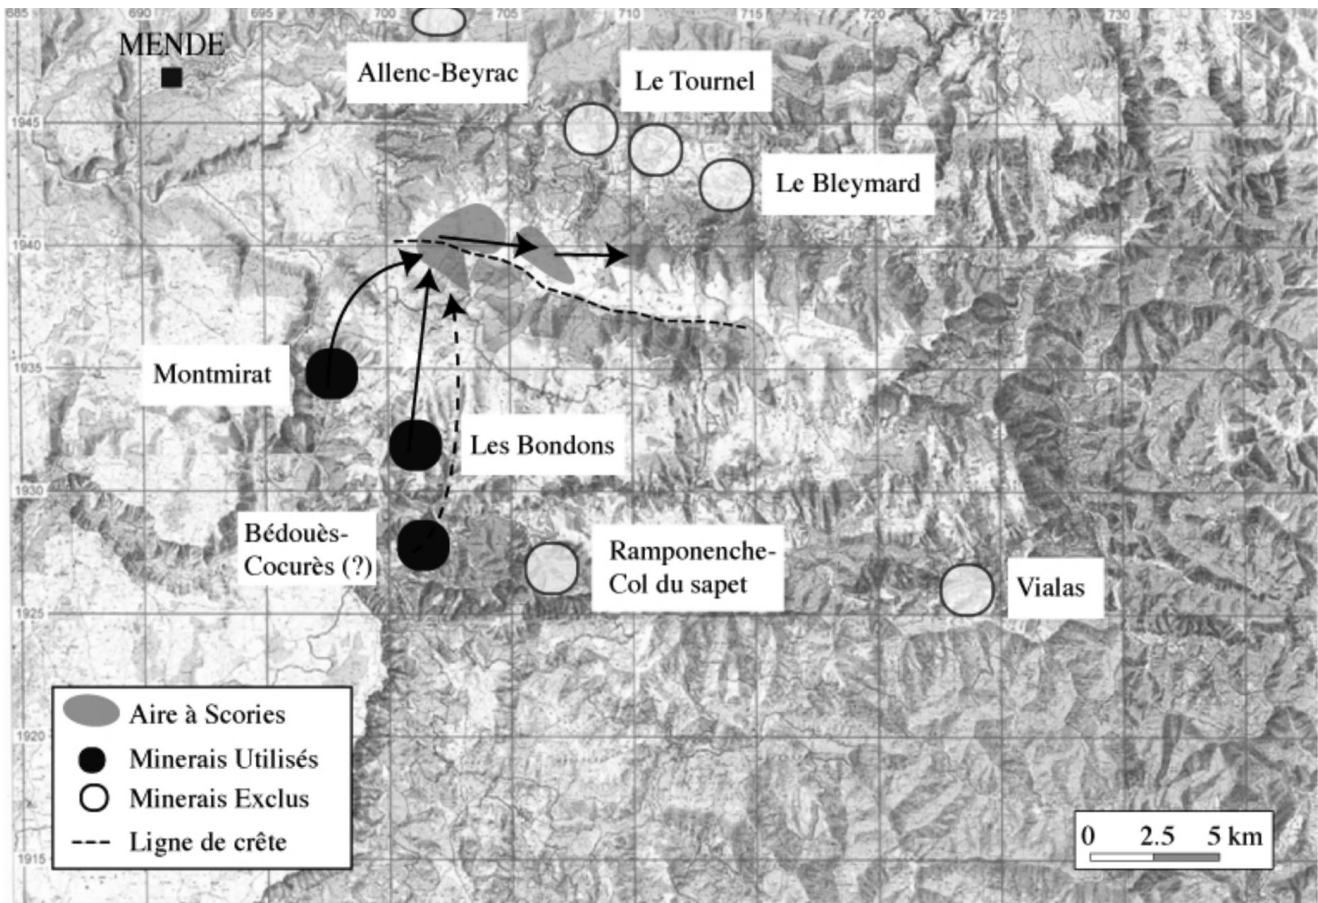 685
695
700
705
710
715
720
725
730
735
MENDE
Allenc-Beyrac
Le Tournel
1945
Le Bleymard
1940
Montmirat
1935
Les Bondons
1930
Bédouès-
Cocurès (?)
Ramponenche-
Col du sapet
Vialas
1925
Aire à Scories
1920
Minerais Utilisés
Minerais Exclus
Ligne de crête
1915
0 2.5 5 km